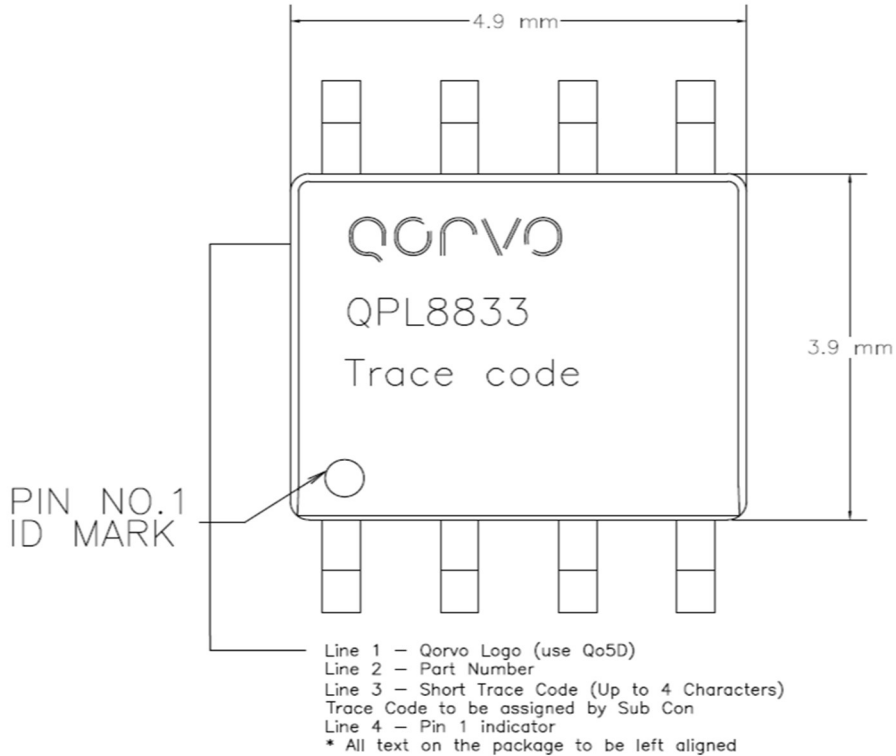 4.9 mm
QORVO
QPL8833
Trace code
3.9 mm
PIN NO.1
ID MARK
Line 1 – Qorvo Logo (use Qo5D)
Line 2 – Part Number
Line 3 – Short Trace Code (Up to 4 Characters)
Trace Code to be assigned by Sub Con
Line 4 – Pin 1 indicator
* All text on the package to be left aligned